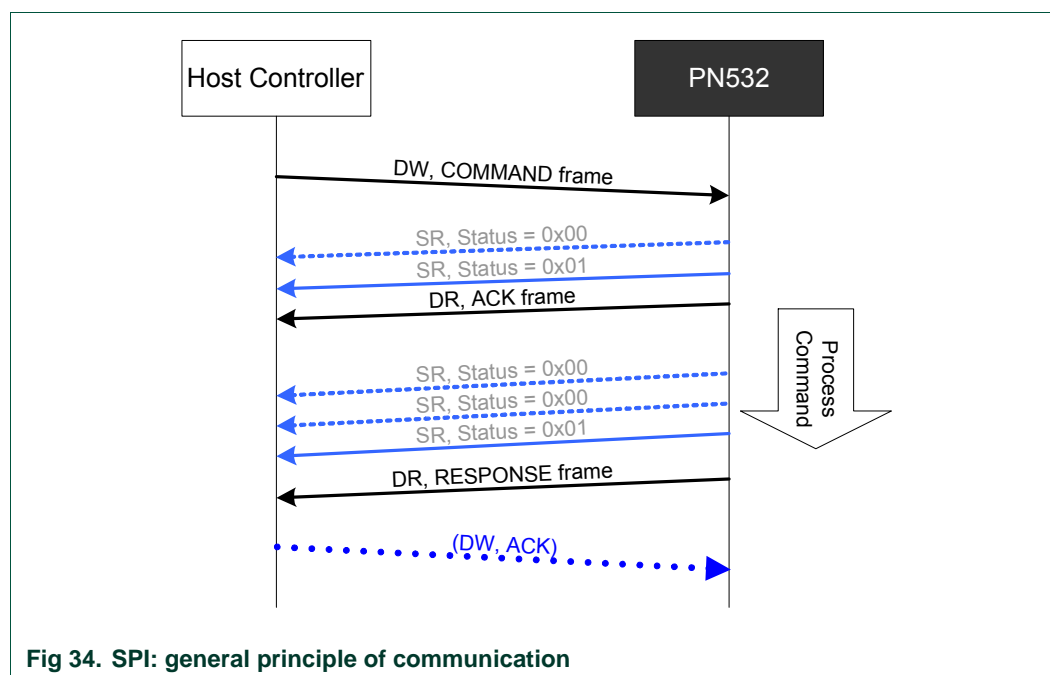 Host Controller
PN532
DW, COMMAND frame
SR, Status = 0x00
SR, Status = 0x01
DR, ACK frame
Process
Command
SR, Status = 0x00
SR, Status = 0x00
SR, Status = 0x01
DR, RESPONSE frame
(DW, ACK)
Fig 34. SPI: general principle of communication